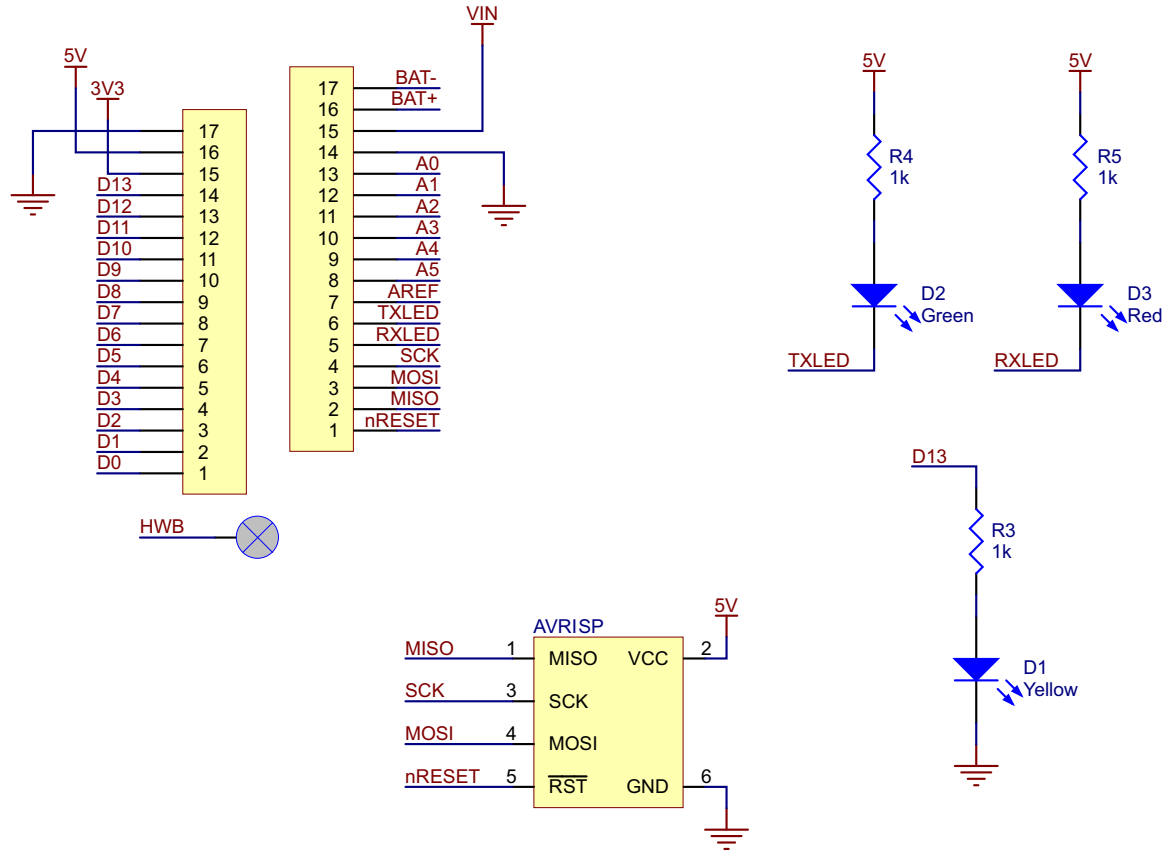 5V
3V3
17
16
15
D13 14
D12 13
D11 12
D10 11
D9 10
D8 9
D7 8
D6 7
D5 6
D4 5
D3 4
D2 3
D1 2
D0 1
HWB
VIN
17 BAT-
16 BAT+
15
14
13 A0
12 A1
11 A2
10 A3
9 A4
8 A5
7 AREF
6 TXLED
5 RXLED
4 SCK
3 MOSI
2 MISO
1 nRESET
5V
R4
1k
D2
Green
TXLED
5V
R5
1k
D3
Red
RXLED
D13
R3
1k
D1
Yellow
AVRISP
5V
MISO 1 MISO VCC 2
SCK 3 SCK
MOSI 4 MOSI
nRESET 5 RST GND 6